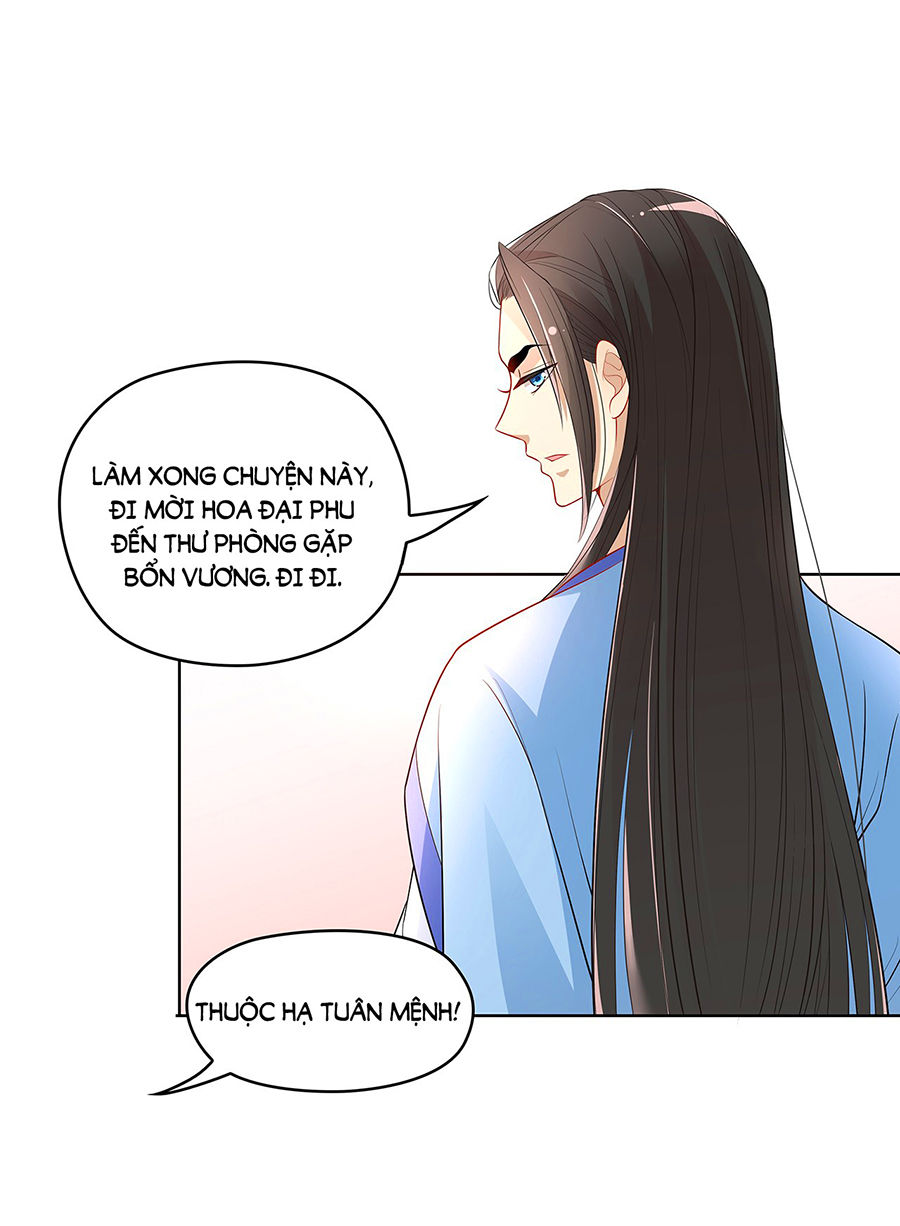 LÀM XONG CHUYỆN NÀY,
ĐI MỜI HOA ĐẠI PHU
ĐẾN THƯ PHÒNG GẶP
BỔN VƯƠNG. ĐI ĐI.
THUỘC HẠ TUÂN MỆNH!